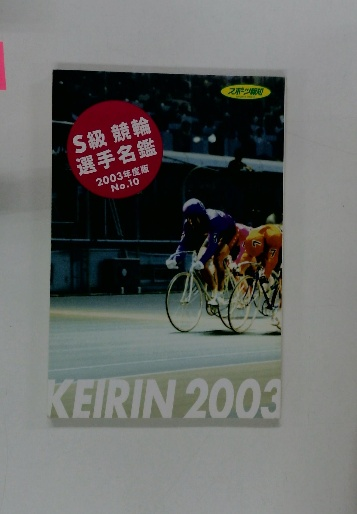 スポーツ報知
S級 競輪
選手名鑑
2003年度版
No.10
KEIRIN 2003